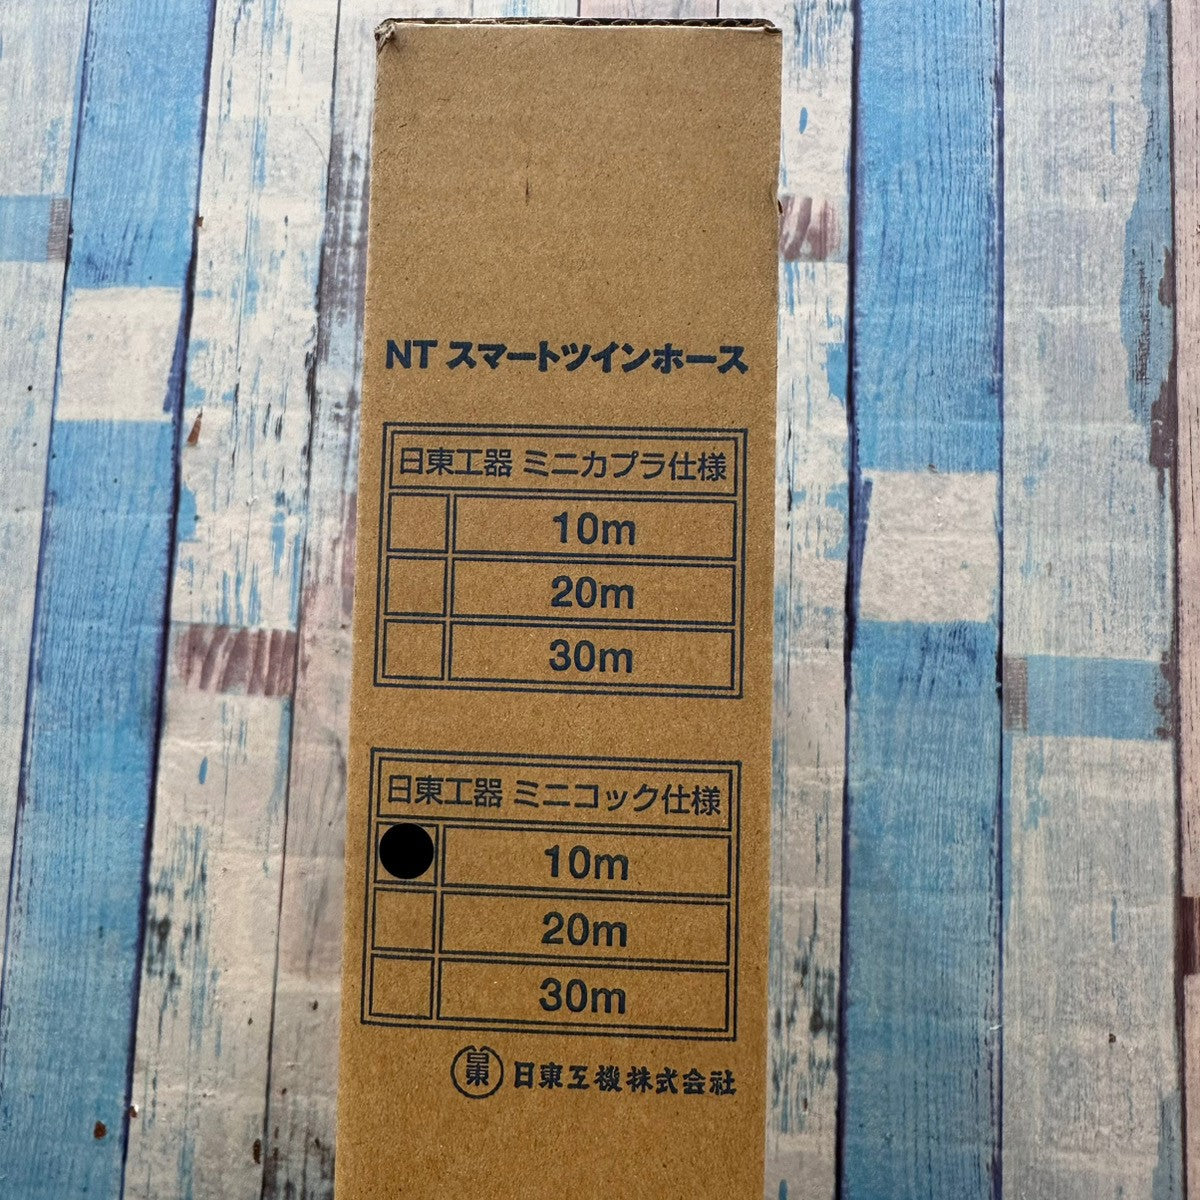 NT スマートツインホース
日東工器 ミニカプラ仕様
10m
20m
30m
日東工器 ミニコック仕様
10m
20m
30m
日東 日東工機株式会社